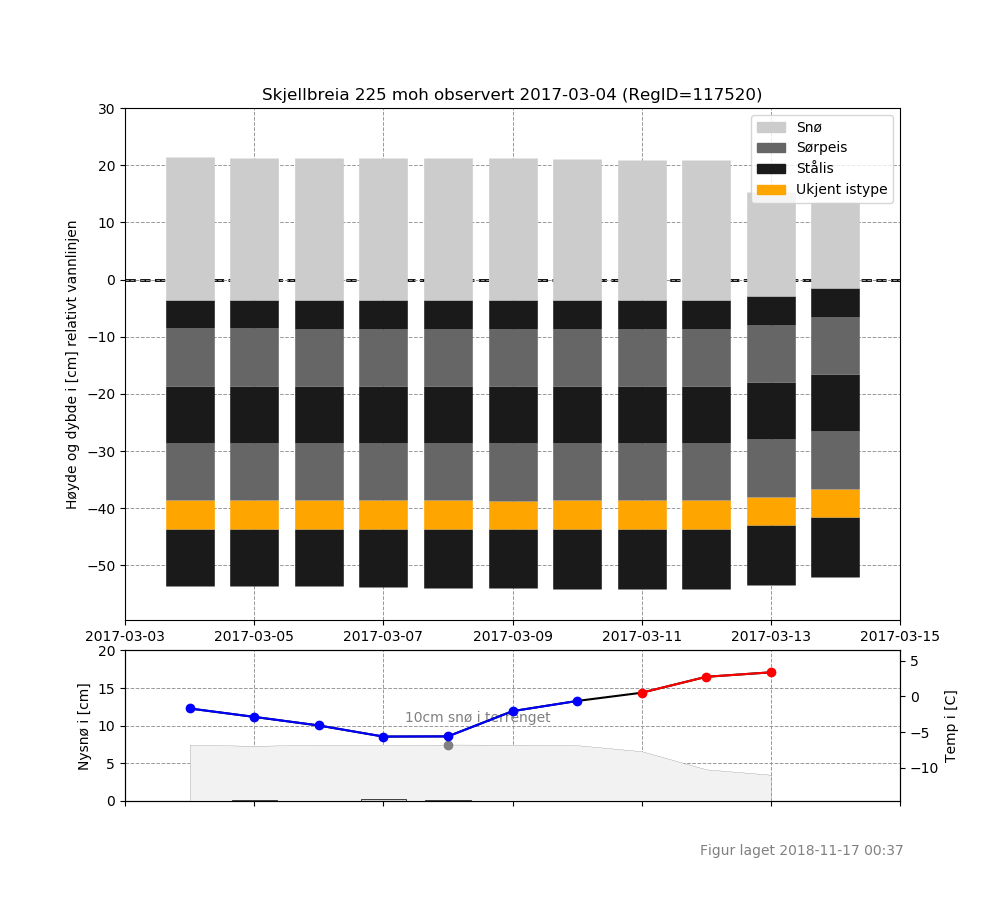 Skjellbreia 225 moh observert 2017-03-04 (RegID=117520)
Snø
Sørpeis
Stålis
Ukjent istype
Høyde og dybde i [cm] relativt vannlinjen
30
20
10
0
−10
−20
−30
−40
−50
2017-03-03
2017-03-05
2017-03-07
2017-03-09
2017-03-11
2017-03-13
2017-03-15
Nysnø i [cm]
20
15
10
5
0
10cm snø i terrenget
5
0
−5
−10
Temp i [C]
Figur laget 2018-11-17 00:37